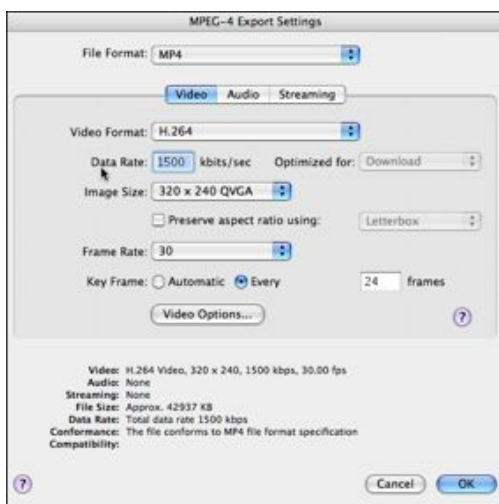 MPEG-4 Export Settings
File Format: MP4
Video Audio Streaming
Video Format: H.264
Data Rate: 1500 kbits/sec Optimized for: Download
Image Size: 320 x 240 QVGA
Preserve aspect ratio using: Letterbox
Frame Rate: 30
Key Frame: Automatic Every 24 frames
Video Options...
?
Video: H.264 Video, 320 x 240, 1500 kbps, 30.00 fps
Audio: None
Streaming: None
File Size: Approx. 42937 KB
Data Rate: Total data rate 1500 kbps
Conformance: The file conforms to MP4 file format specification
Compatibility:
? Cancel OK